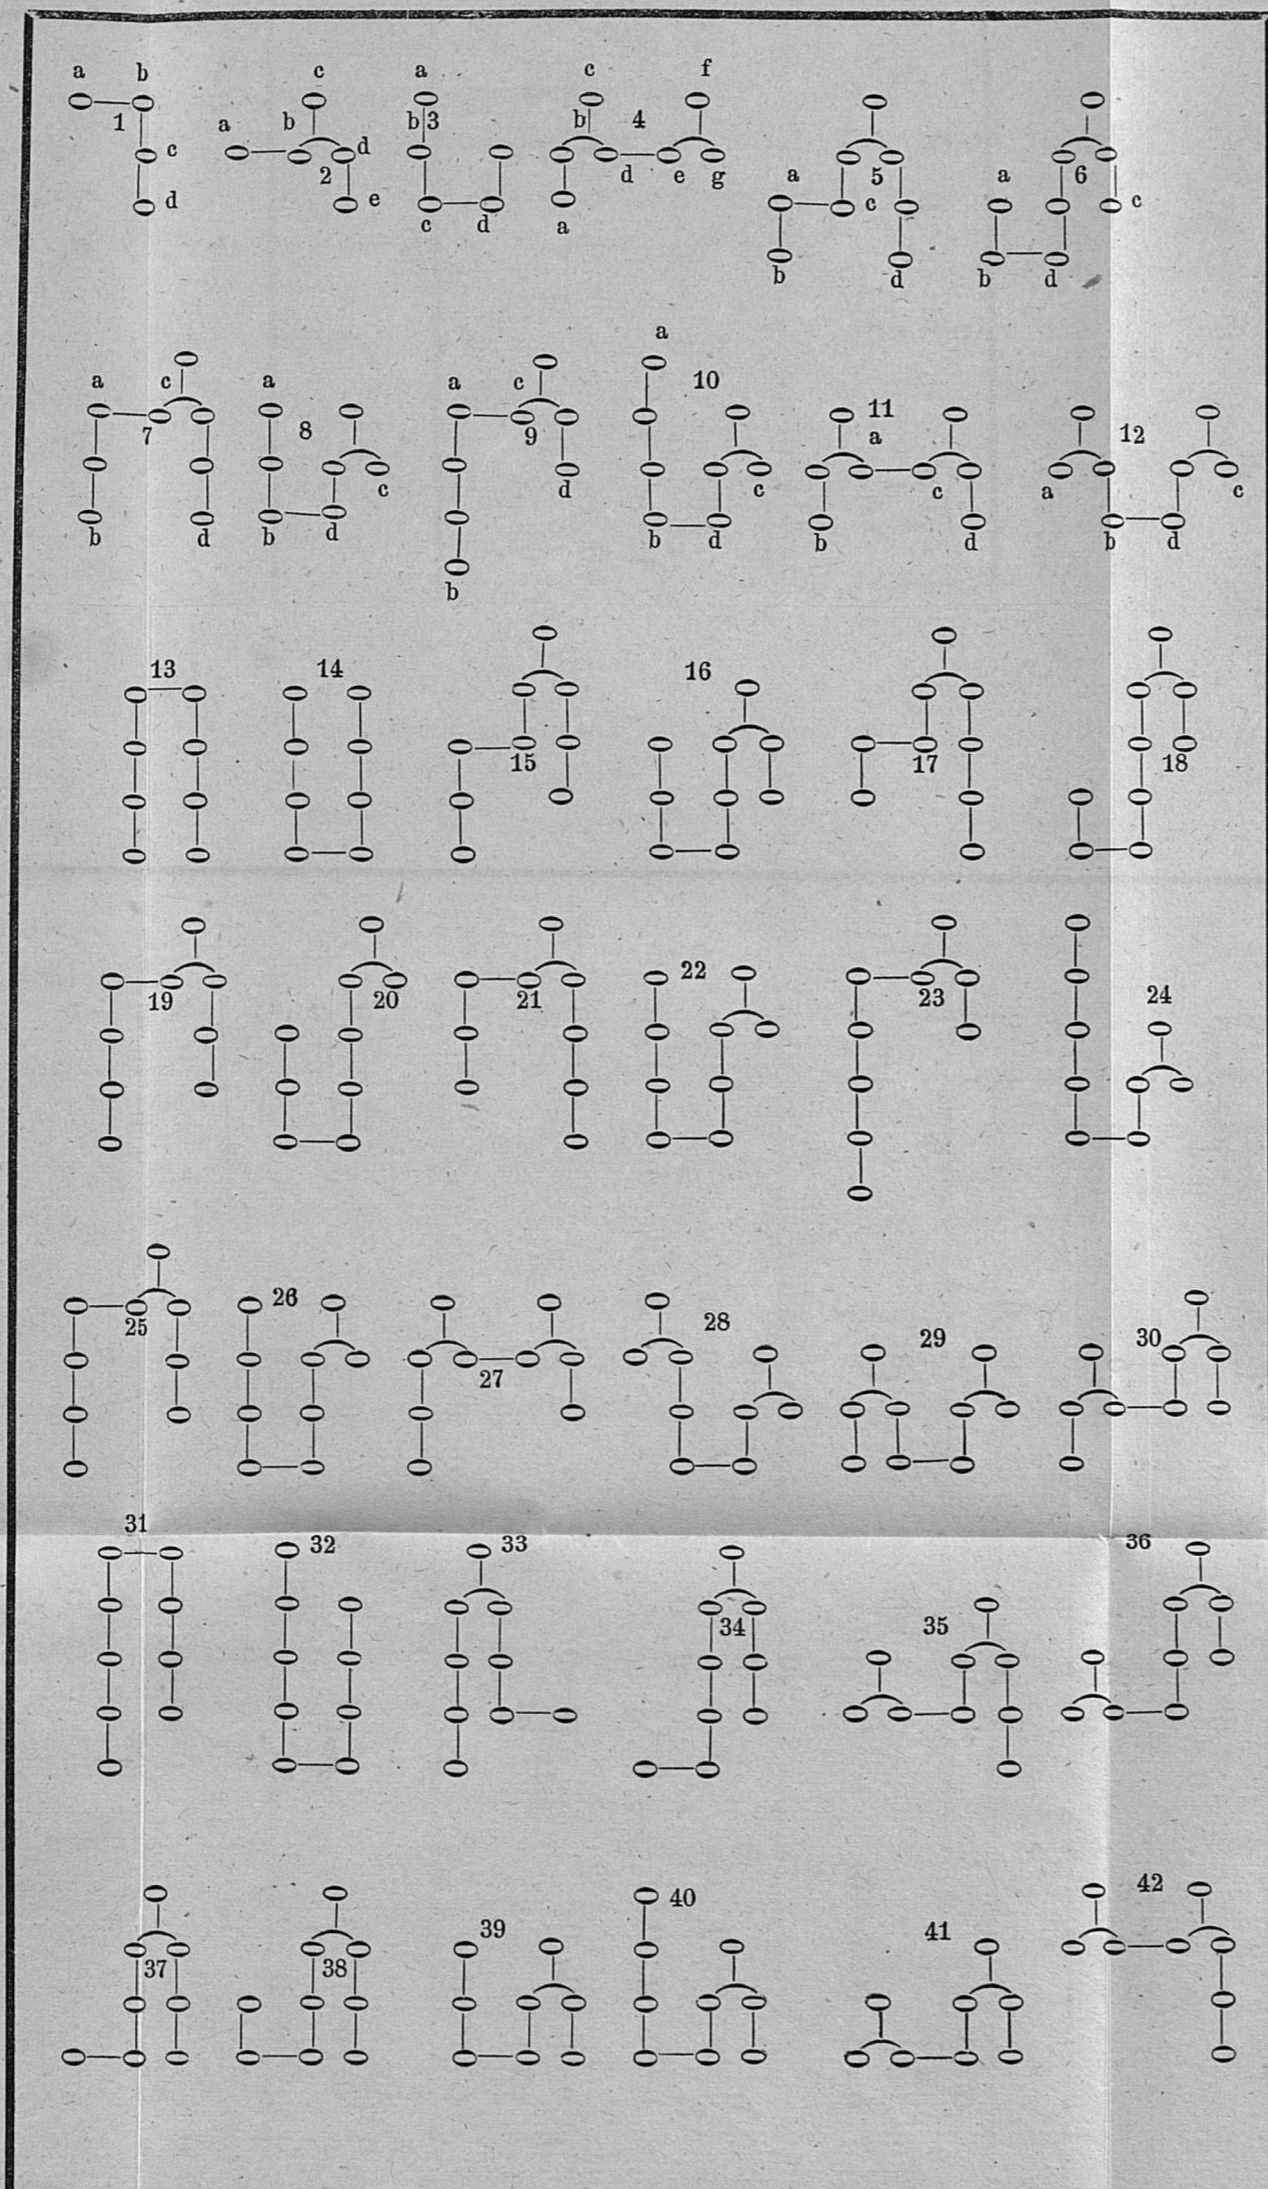 a b c a c f
a b 1 d b 3 b 4
c 2 d e g a 5 a 6
d e c d a c c
b d b d
a c a a c a 10 11 12
7 8 9 a
c d c c a c
b d b d b d b d b d
b
13 14 16
15 17 18
22 24
19 20 21 23
26 28 29 30
25 27
31 32 33 36
34 35
40 42
39 41
37 38